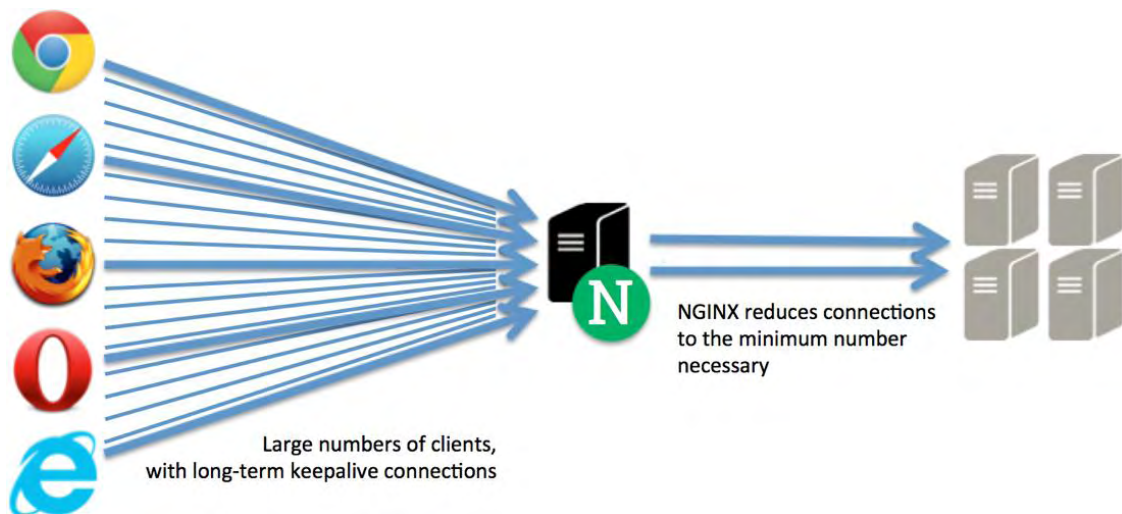 N
NGINX reduces connections
to the minimum number
necessary
Large numbers of clients,
with long-term keepalive connections